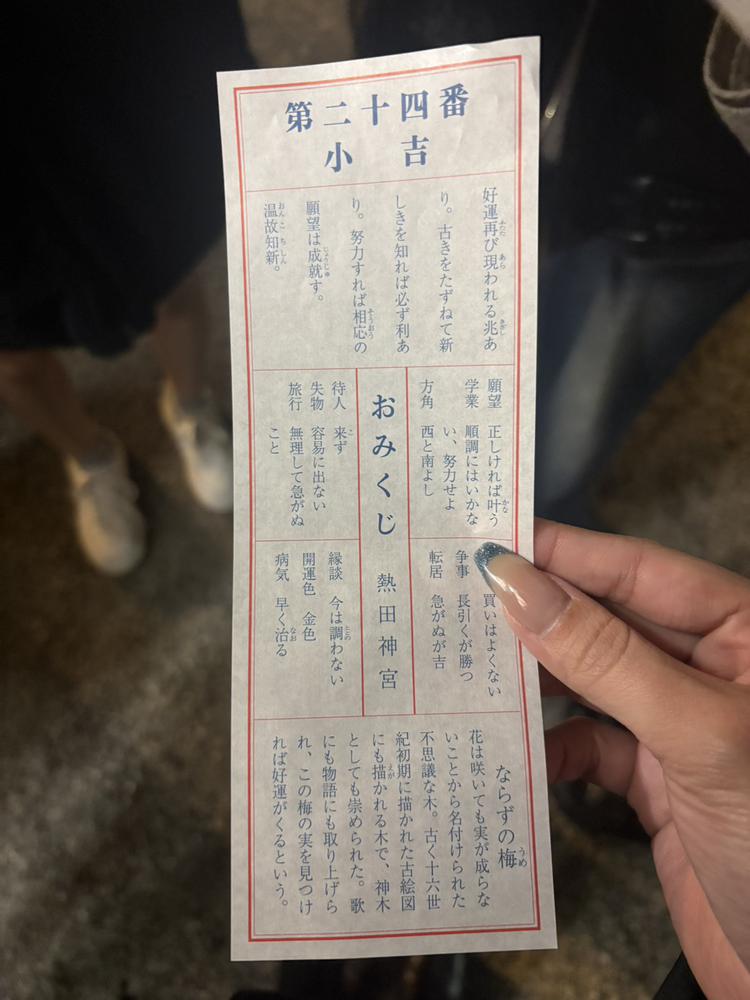 第二十四番
小吉
好運再び現われる兆あ
り。古きをたずねて新
しきを知れば必ず利あ
り。努力すれば相応の
願望は成就す。
温故知新。
願望 正しければ叶う
学業 順調にはいかな
い、努力せよ
方角 西と南よし
買いはよくない
争事 長引くが勝つ
転居 急がぬが吉
おみくじ 熱田神宮
待人 来ず
失物 容易に出ない
旅行 無理して急がぬ
こと
縁談 今は調わない
開運色 金色
病気 早く治る
ならずの梅
花は咲いても実が成らな
いことから名付けられた
不思議な木。古く十六世
紀初期に描かれた古絵図
にも描かれる木で、神木
としても崇められた。歌
にも物語にも取り上げら
れ、この梅の実を見つけ
れば好運がくるという。